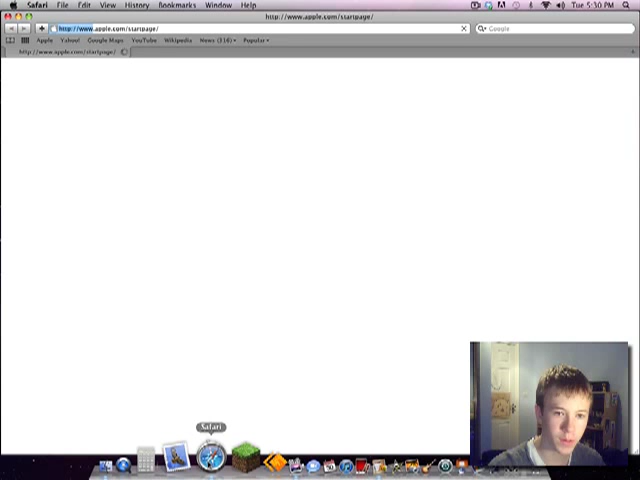 Safari File Edit View History Bookmarks Window Help Tue 5:30 PM
http://www.apple.com/startpage/
http://www.apple.com/startpage/ Google
Apple Yahoo! Google Maps YouTube Wikipedia News (316) Popular
http://www.apple.com/startpage/
Safari